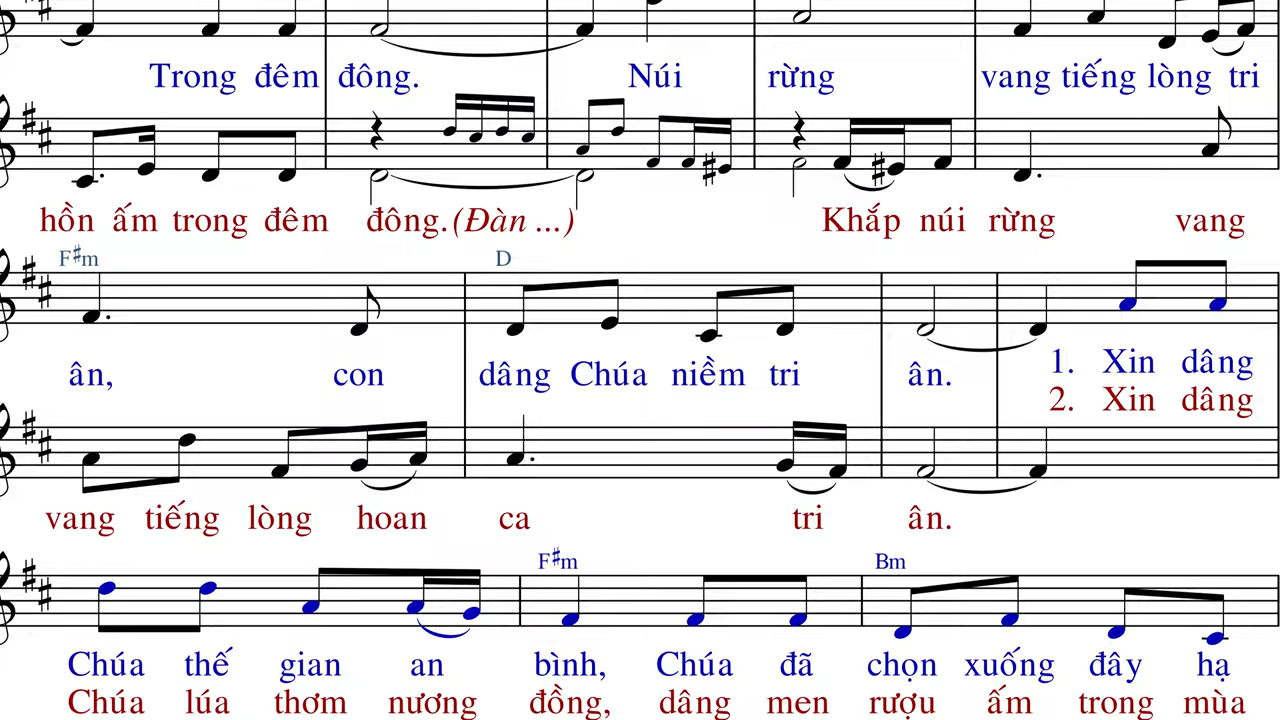 Trong đêm đông. Núi rừng vang tiếng lòng tri
hồn ấm trong đêm đông. (Đàn ...) Khắp núi rừng vang
F#m D
ân, con dâng Chúa niềm tri ân. 1. Xin dâng
2. Xin dâng
vang tiếng lòng hoan ca tri ân.
F#m Bm
Chúa thế gian an bình, Chúa đã chọn xuống đây hạ
Chúa lúa thơm nương đồng, dâng men rượu ấm trong mùa